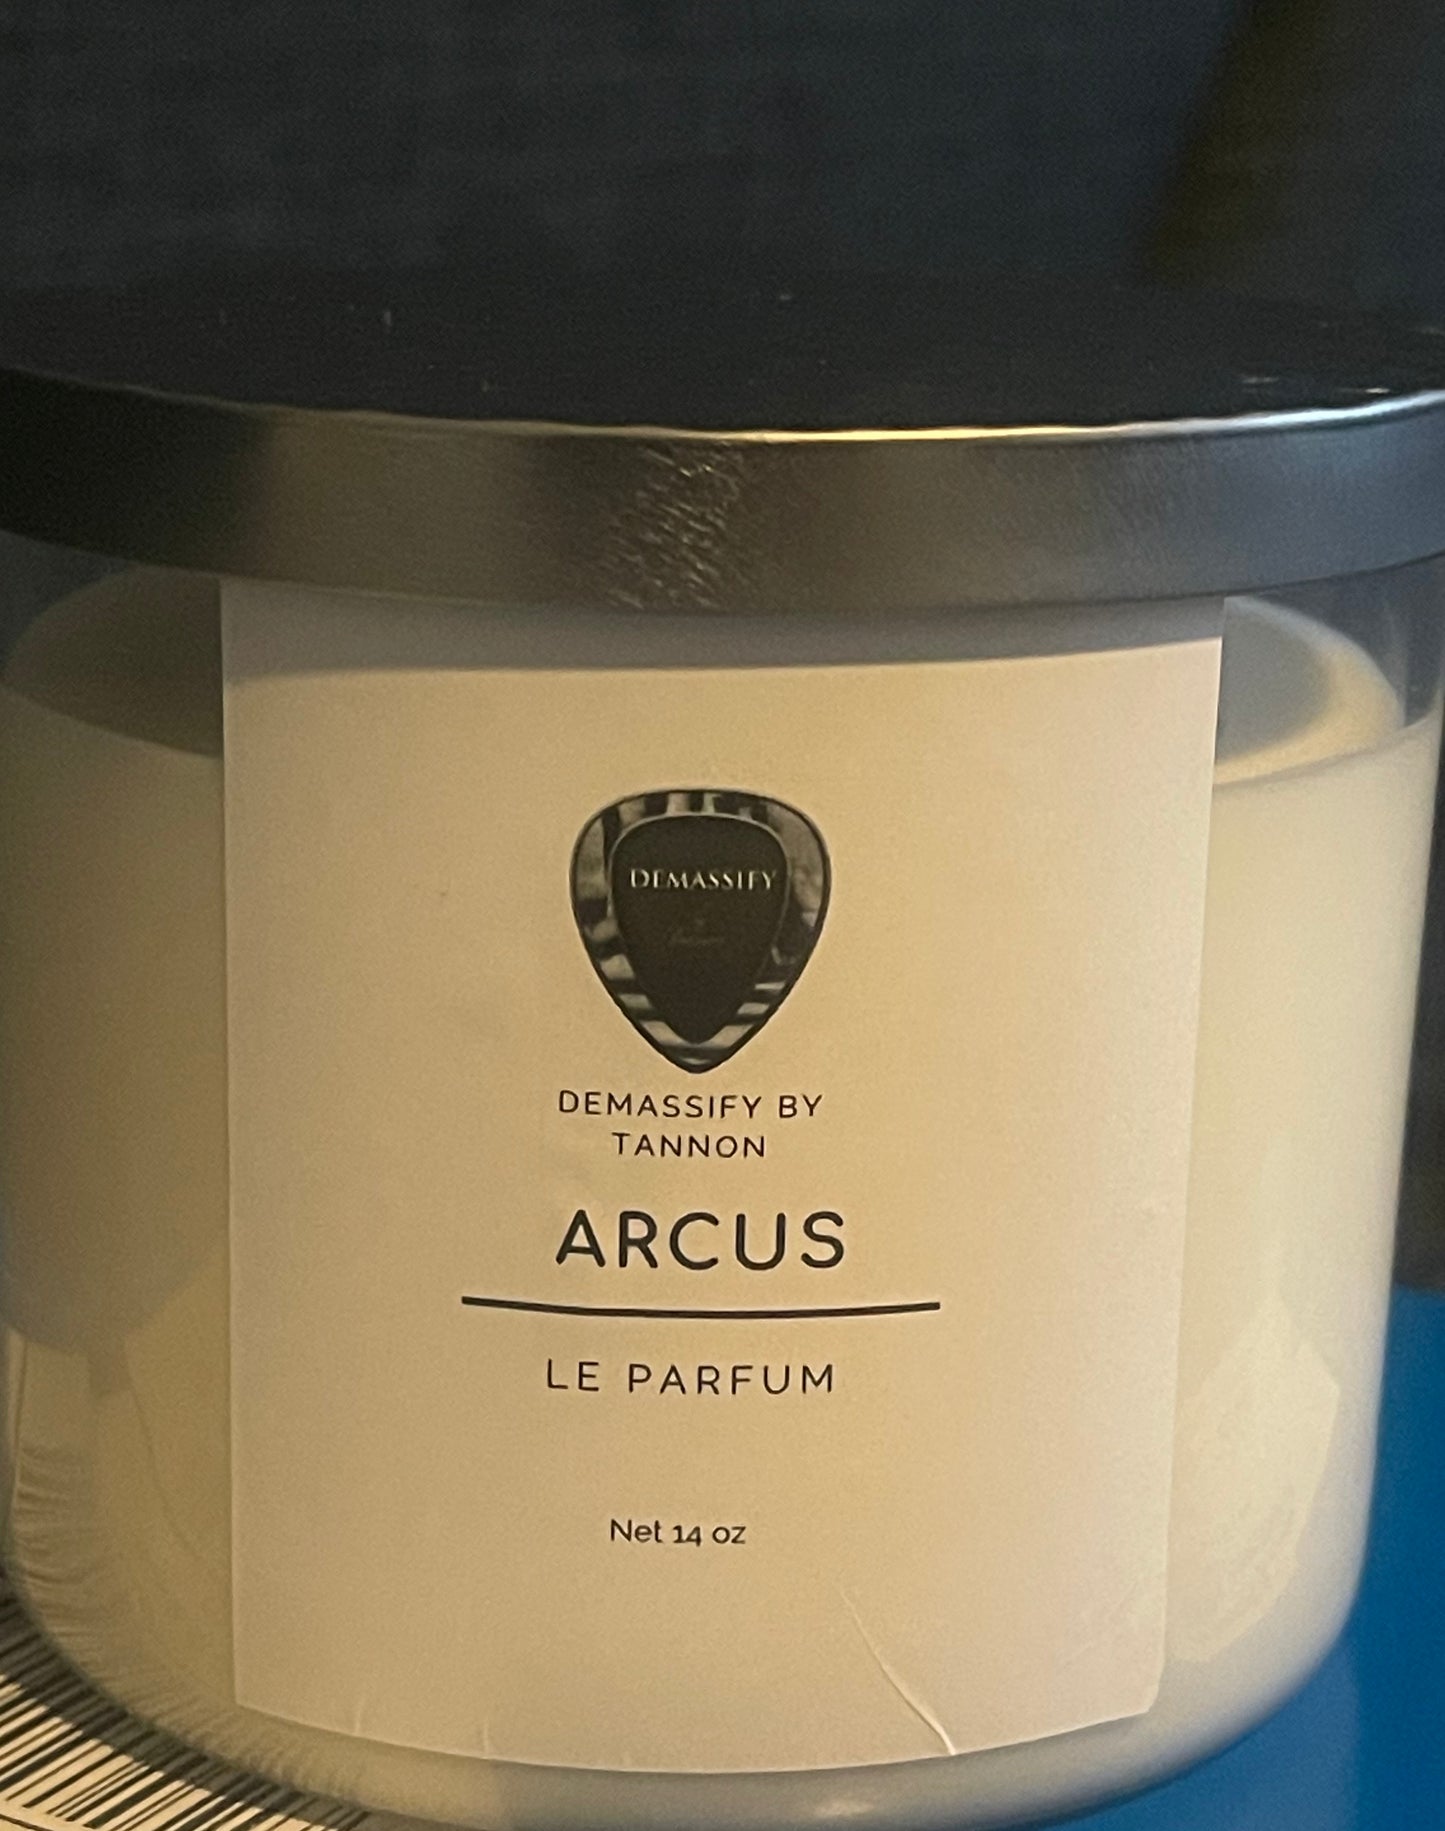 DEMASSIFY
DEMASSIFY BY
TANNON
ARCUS
LE PARFUM
Net 14 oz